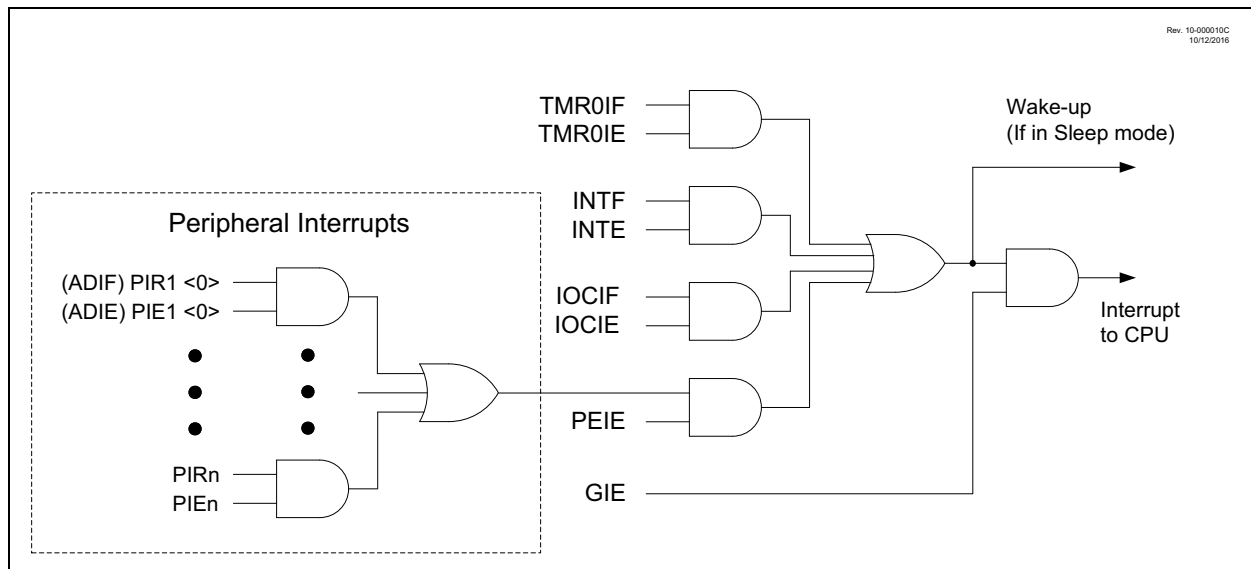 Rev. 10-000010C
10/12/2016
TMR0IF
TMR0IE
Wake-up
(If in Sleep mode)
INTF
INTE
Peripheral Interrupts
(ADIF) PIR1 <0>
(ADIE) PIE1 <0>
IOCIF
IOCIE
Interrupt
to CPU
PEIE
PIRn
PIEn
GIE